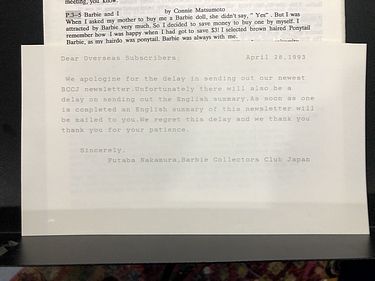 meeting, you know.
P.3-5 Barbie and I by Connie Matsumoto
When I asked my mother to buy me a Barbie doll, she didn't say, " Yes" . But I was
attracted by Barbie very much. So I decided to save money to buy one by myself. I
remember how I was happy when I had got to save $3! I selected brown haired Ponytail
Barbie, as my hairdo was ponytail. Barbie was always with me.
Dear Overseas Subscribers: April 28,1993
We apologise for the delay in sending out our newest
BCCJ newsletter.Unfortunately there will also be a
delay on sending out the English summary.As soon as one
is completed an English summary of this newsletter will
be mailed to you.We regret this delay and we thank you
thank you for your patience.
Sincerely,
Futaba Nakamura,Barbie Collectors Club Japan